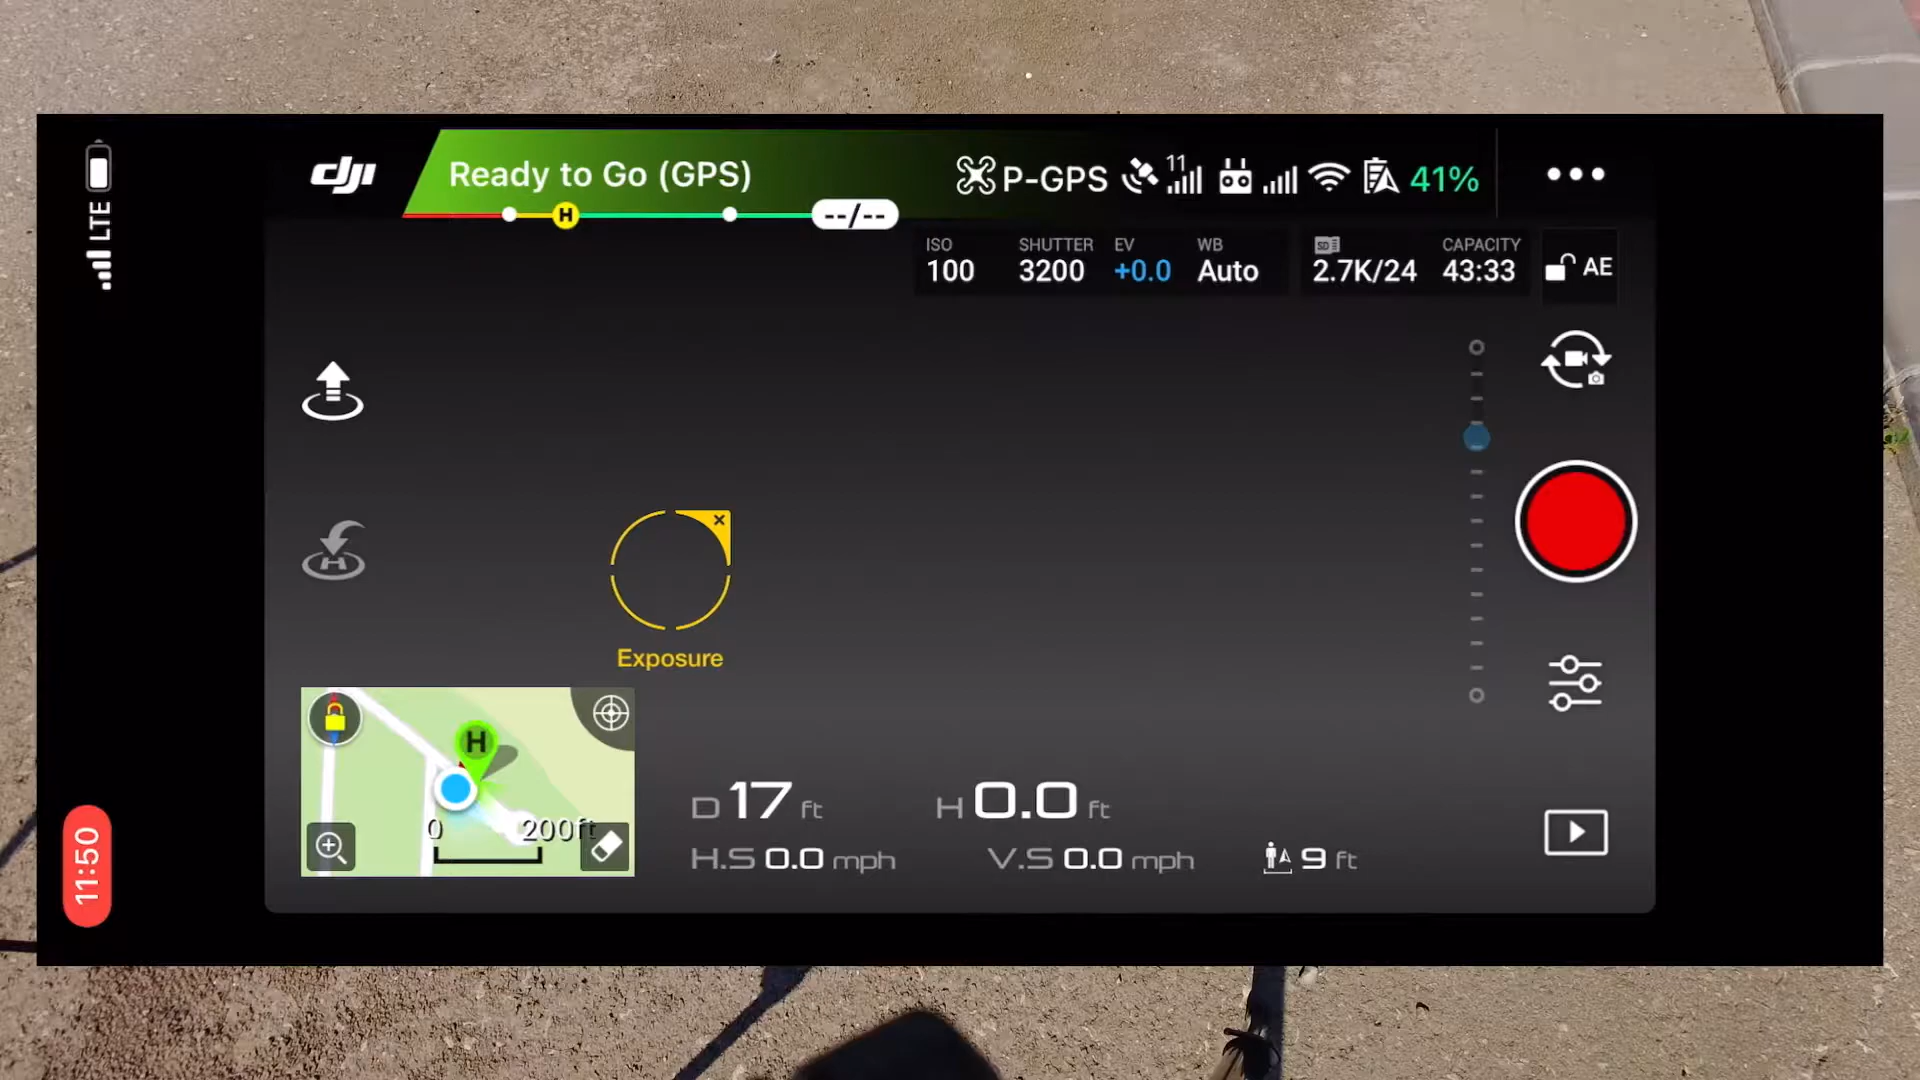 LTE
11:50
dji
Ready to Go (GPS)
P-GPS
11
41%
H
--/--
ISO
100
SHUTTER
3200
EV
+0.0
WB
Auto
SD
2.7K/24
CAPACITY
43:33
AE
H
Exposure
H
0
200ft
D 17 ft
H 0.0 ft
H.S 0.0 mph
V.S 0.0 mph
9 ft